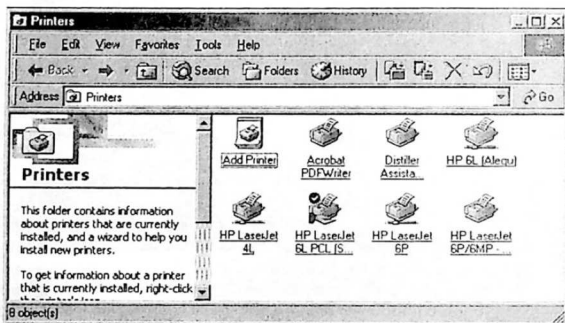 Printers
File Edit View Favorites Tools Help
Back Search Folders History
Address Printers Go
Printers
This folder contains information
about printers that are currently
installed, and a wizard to help you
install new printers.
To get information about a printer
that is currently installed, right-click
Add Printer
Acrobat
PDFWriter
Distiller
Assista...
HP 6L (Alequ)
HP LaserJet
4L
HP LaserJet
6L PCL (S...
HP LaserJet
6P
HP LaserJet
6P/6MP - ...
8 object(s)